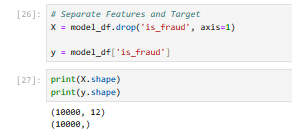 [26]: # Separate Features and Target
X = model_df.drop('is_fraud', axis=1)
y = model_df['is_fraud']
[27]: print(X.shape)
print(y.shape)
(10000, 12)
(10000,)